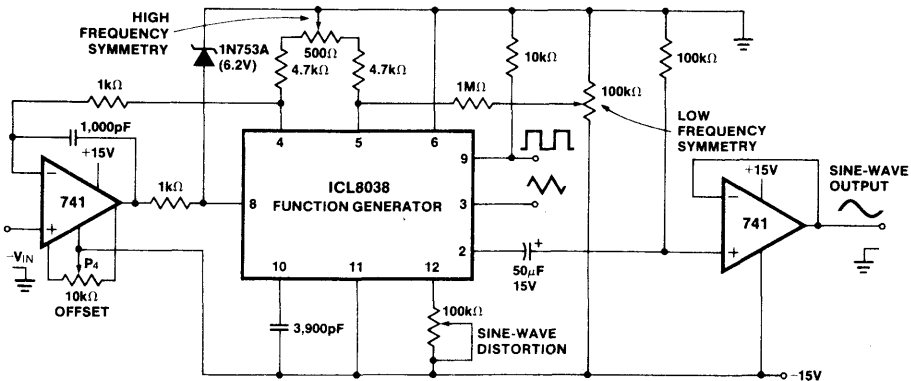 HIGH
FREQUENCY
SYMMETRY
1N753A
(6.2V)
500Ω
4.7kΩ
4.7kΩ
10kΩ
100kΩ
1kΩ
1MΩ
100kΩ
LOW
FREQUENCY
SYMMETRY
1,000pF
+15V
4
5
6
9
−
741
+
1kΩ
8
ICL8038
FUNCTION GENERATOR
3
2
+
50μF
15V
+15V
−
741
+
SINE-WAVE
OUTPUT
−VIN
P4
10kΩ
OFFSET
10
11
12
3,900pF
100kΩ
SINE-WAVE
DISTORTION
−15V